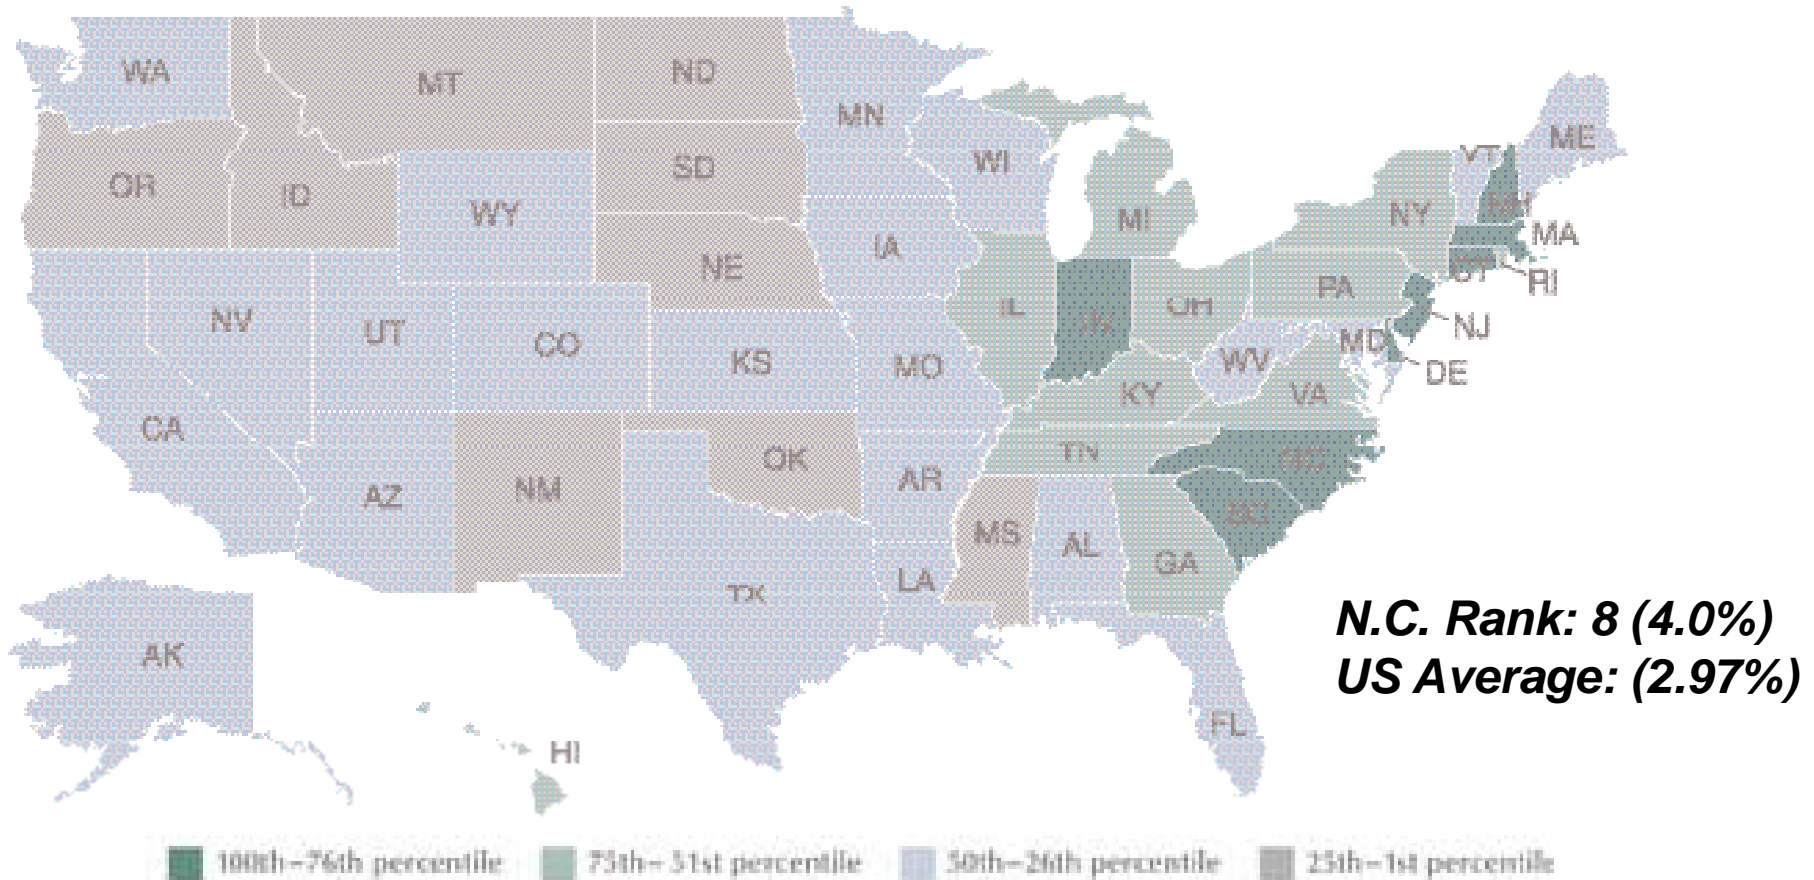 WA
MT
ND
MN
ME
OR
ID
SD
WI
VT
NH
WY
MI
NY
MA
NE
IA
CT
RI
NV
UT
CO
KS
MO
IL
IN
OH
PA
NJ
MD
DE
WV
CA
KY
VA
AZ
NM
OK
AR
TN
NC
SC
MS
AL
GA
LA
TX
AK
FL
HI
N.C. Rank: 8 (4.0%)
US Average: (2.97%)
100th–76th percentile 75th–51st percentile 50th–26th percentile 25th–1st percentile